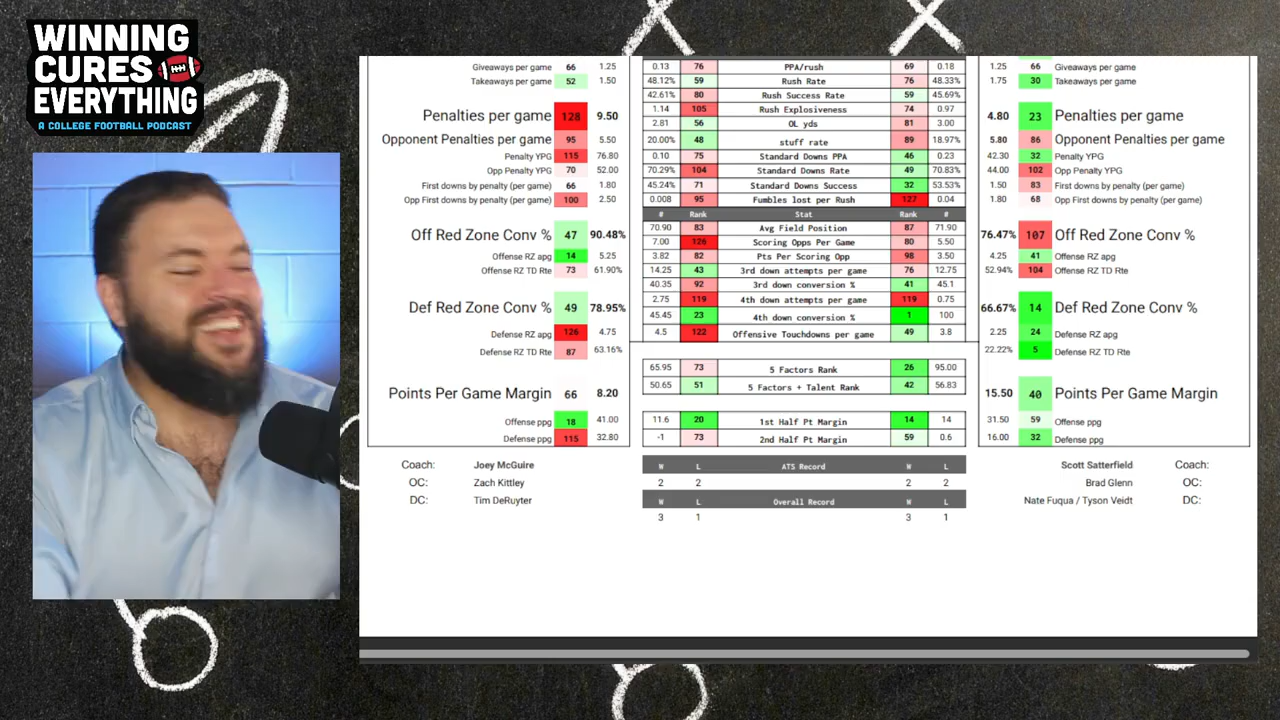 WINNING
CURES
EVERYTHING
A COLLEGE FOOTBALL PODCAST
Giveaways per game 66 1.25
Takeaways per game 52 1.50
Penalties per game 128 9.50
Opponent Penalties per game 95 5.50
Penalty YPG 115 76.80
Opp Penalty YPG 70 52.00
First downs by penalty (per game) 66 1.80
Opp First downs by penalty (per game) 100 2.50
Off Red Zone Conv % 47 90.48%
Offense RZ apg 14 5.25
Offense RZ TD Rte 73 61.90%
Def Red Zone Conv % 49 78.95%
Defense RZ apg 126 4.75
Defense RZ TD Rte 87 63.16%
Points Per Game Margin 66 8.20
Offense ppg 18 41.00
Defense ppg 115 32.80
Coach: Joey McGuire
OC: Zach Kittley
DC: Tim DeRuyter
0.13 76 PPA/rush 69 0.18
48.12% 59 Rush Rate 76 48.33%
42.61% 80 Rush Success Rate 59 45.69%
1.14 105 Rush Explosiveness 74 0.97
2.81 56 OL yds 81 3.00
20.00% 48 stuff rate 89 18.97%
0.10 75 Standard Downs PPA 46 0.23
70.29% 104 Standard Downs Rate 49 70.83%
45.24% 71 Standard Downs Success 32 53.53%
0.008 95 Fumbles lost per Rush 127 0.04
# Rank Stat Rank #
70.90 83 Avg Field Position 87 71.90
7.00 126 Scoring Opps Per Game 80 5.50
3.82 82 Pts Per Scoring Opp 98 3.50
14.25 43 3rd down attempts per game 76 12.75
40.35 92 3rd down conversion % 41 45.1
2.75 119 4th down attempts per game 119 0.75
45.45 23 4th down conversion % 1 100
4.5 122 Offensive Touchdowns per game 49 3.8
65.95 73 5 Factors Rank 26 95.00
50.65 51 5 Factors + Talent Rank 42 56.83
11.6 20 1st Half Pt Margin 14 14
-1 73 2nd Half Pt Margin 59 0.6
W L ATS Record W L
2 2 2 2
W L Overall Record W L
3 1 3 1
1.25 66 Giveaways per game
1.75 30 Takeaways per game
4.80 23 Penalties per game
5.80 86 Opponent Penalties per game
42.30 32 Penalty YPG
44.00 102 Opp Penalty YPG
1.50 83 First downs by penalty (per game)
1.80 68 Opp First downs by penalty (per game)
76.47% 107 Off Red Zone Conv %
4.25 41 Offense RZ apg
52.94% 104 Offense RZ TD Rte
66.67% 14 Def Red Zone Conv %
2.25 24 Defense RZ apg
22.22% 5 Defense RZ TD Rte
15.50 40 Points Per Game Margin
31.50 59 Offense ppg
16.00 32 Defense ppg
Scott Satterfield Coach:
Brad Glenn OC:
Nate Fuqua / Tyson Veidt DC: